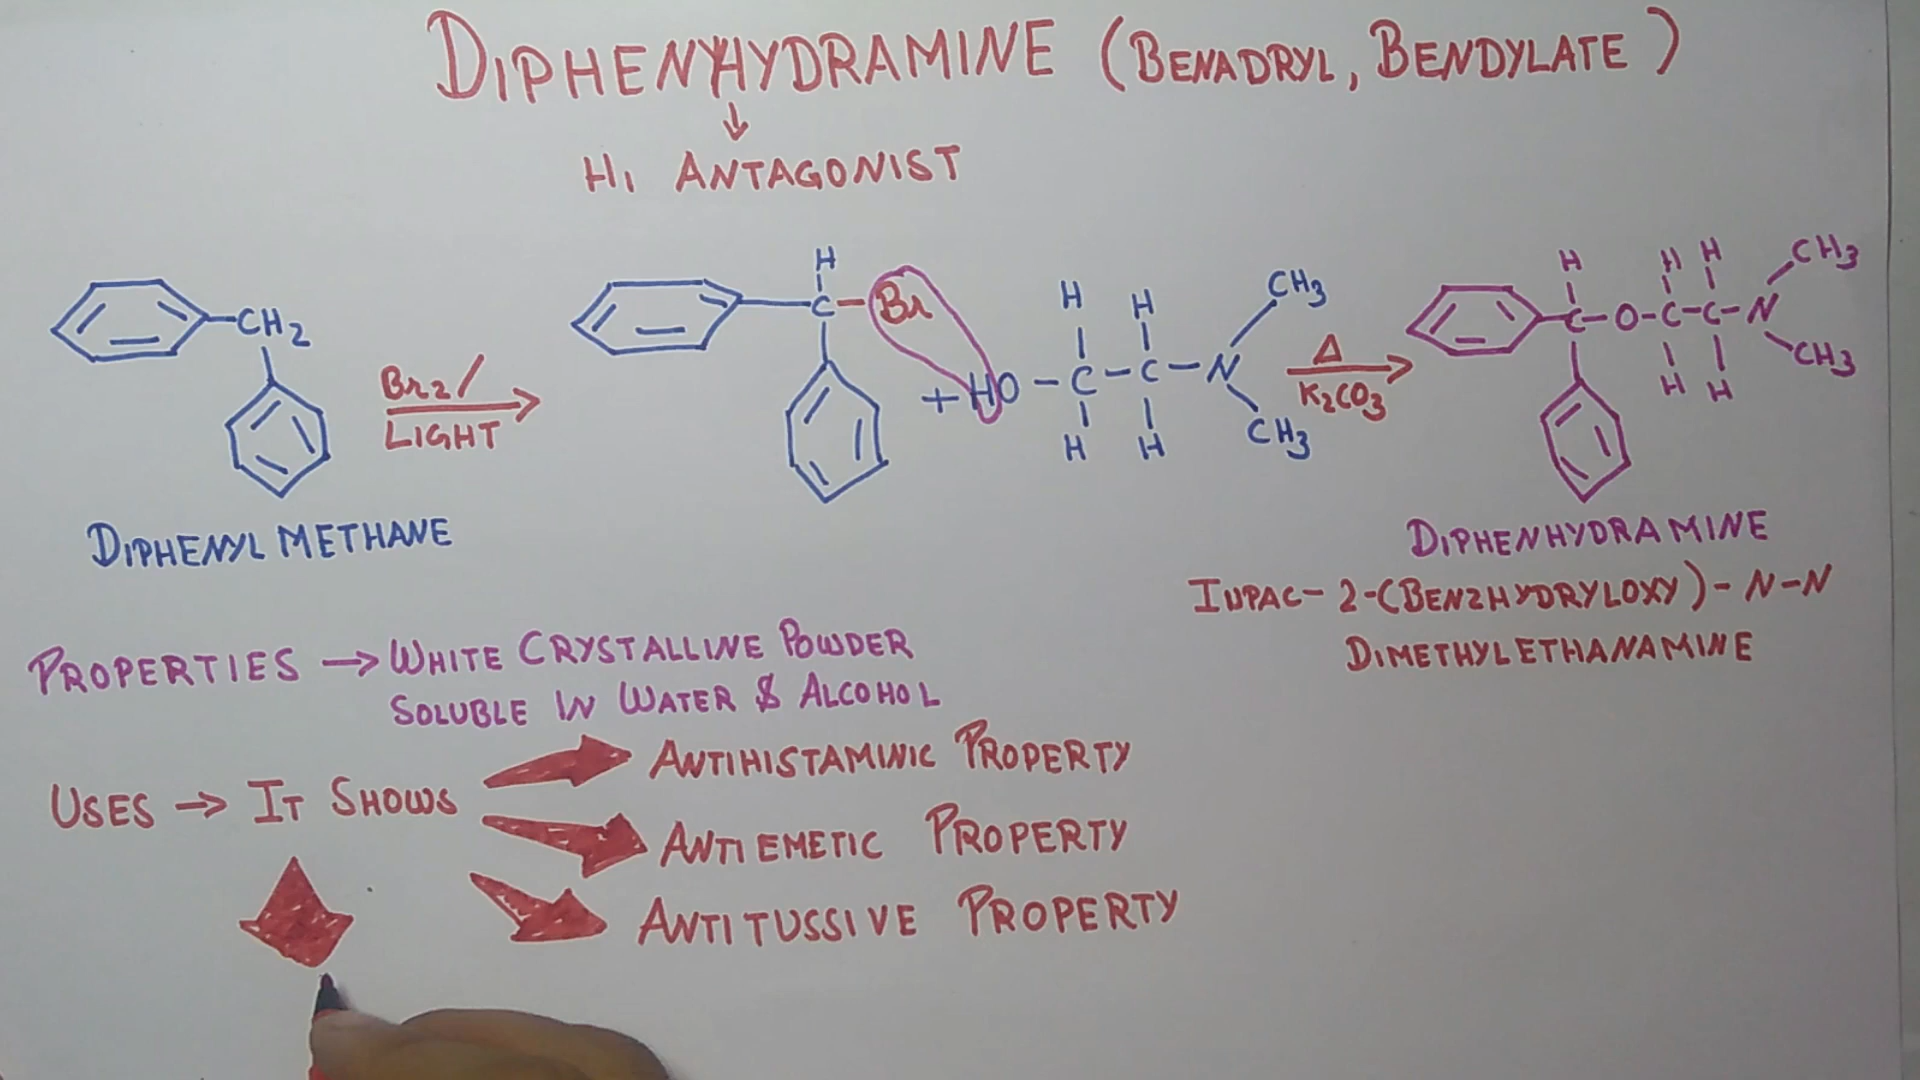 DIPHENYHYDRAMINE (BENADRYL, BENDYLATE)
↓
H1 ANTAGONIST
CH2
Br2/
LIGHT
H
C-Br
+ HO-C-C-N
H H
H H
CH3
CH3
Δ
K2CO3
H H H
C-O-C-C-N
H H
CH3
CH3
DIPHENYL METHANE
DIPHENHYDRAMINE
IUPAC- 2-(BENZHYDRYLOXY)-N-N
DIMETHYLETHANAMINE
PROPERTIES → WHITE CRYSTALLINE POWDER
SOLUBLE IN WATER & ALCOHOL
USES → IT SHOWS
ANTIHISTAMINIC PROPERTY
ANTIEMETIC PROPERTY
ANTITUSSIVE PROPERTY